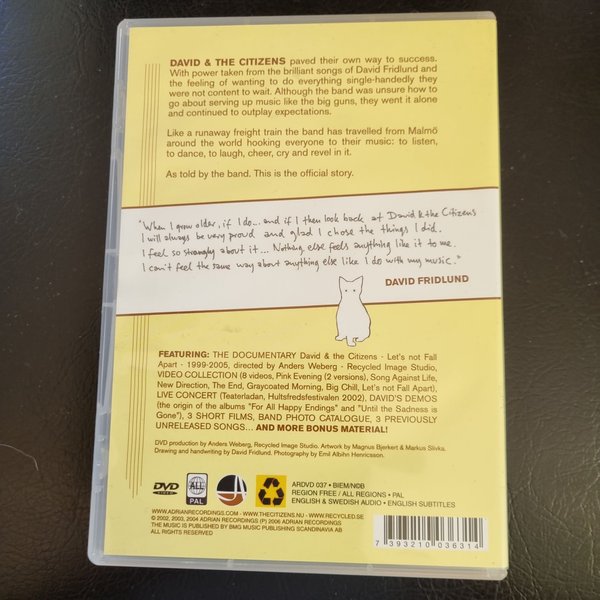 DAVID & THE CITIZENS paved their own way to success.
With power taken from the brilliant songs of David Fridlund and
the feeling of wanting to do everything single-handedly they
were not content to wait. Although the band was unsure how to
go about serving up music like the big guns, they went it alone
and continued to outplay expectations.
Like a runaway freight train the band has travelled from Malmö
around the world hooking everyone to their music: to listen,
to dance, to laugh, cheer, cry and revel in it.
As told by the band. This is the official story.
"When I grow older, if I do... and if I then look back at David & the Citizens
I will always be very proud and glad I chose the things I did.
I feel so strongly about it... Nothing else feels anything like it to me.
I can't feel the same way about anything else like I do with my music."
DAVID FRIDLUND
FEATURING: THE DOCUMENTARY David & the Citizens - Let's not Fall
Apart - 1999-2005, directed by Anders Weberg - Recycled Image Studio,
VIDEO COLLECTION (8 videos, Pink Evening (2 versions), Song Against Life,
New Direction, The End, Graycoated Morning, Big Chill, Let's not Fall Apart),
LIVE CONCERT (Teaterladan, Hultsfredsfestivalen 2002), DAVID'S DEMOS
(the origin of the albums "For All Happy Endings" and "Until the Sadness is
Gone"), 3 SHORT FILMS, BAND PHOTO CATALOGUE, 3 PREVIOUSLY
UNRELEASED SONGS... AND MORE BONUS MATERIAL!
DVD production by Anders Weberg, Recycled Image Studio. Artwork by Magnus Bjerkert & Markus Slivka.
Drawing and handwriting by David Fridlund. Photography by Emil Albihn Henricsson.
DVD
VIDEO
ALL
PAL
ARDVD 037 • BIEM/NCB
REGION FREE / ALL REGIONS • PAL
ENGLISH & SWEDISH AUDIO • ENGLISH SUBTITLES
WWW.ADRIANRECORDINGS.COM - WWW.THECITIZENS.NU - WWW.RECYCLED.SE
© 2002, 2003, 2004 ADRIAN RECORDINGS (P) 2006 ADRIAN RECORDINGS
THE MUSIC IS PUBLISHED BY BMG MUSIC PUBLISHING SCANDINAVIA AB
ALL RIGHTS RESERVED
7 393210 036314